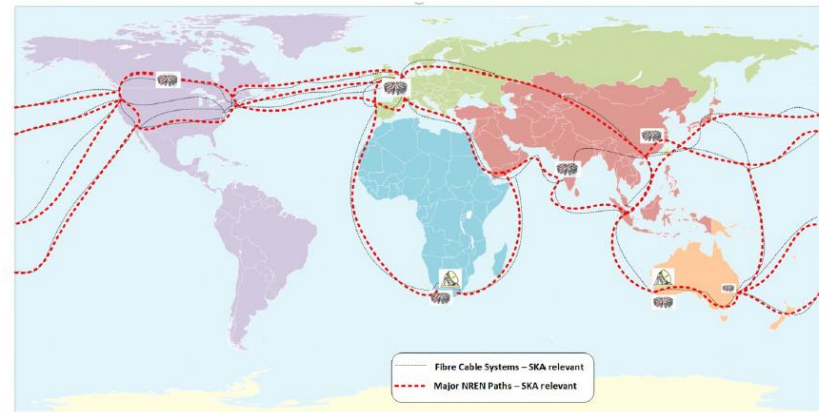 Fibre Cable Systems – SKA relevant
Major NREN Paths – SKA relevant